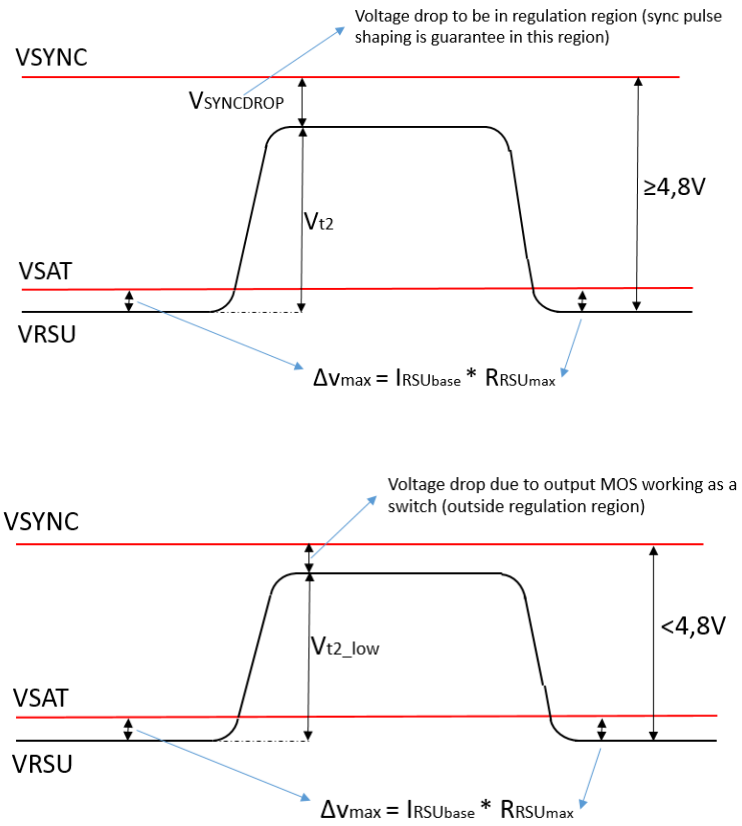 Voltage drop to be in regulation region (sync pulse
shaping is guarantee in this region)
VSYNC
VSYNCDROP
≥4,8V
Vt2
VSAT
VRSU
Δvmax = IRSUbase * RRSUmax
Voltage drop due to output MOS working as a
switch (outside regulation region)
VSYNC
<4,8V
Vt2_low
VSAT
VRSU
Δvmax = IRSUbase * RRSUmax